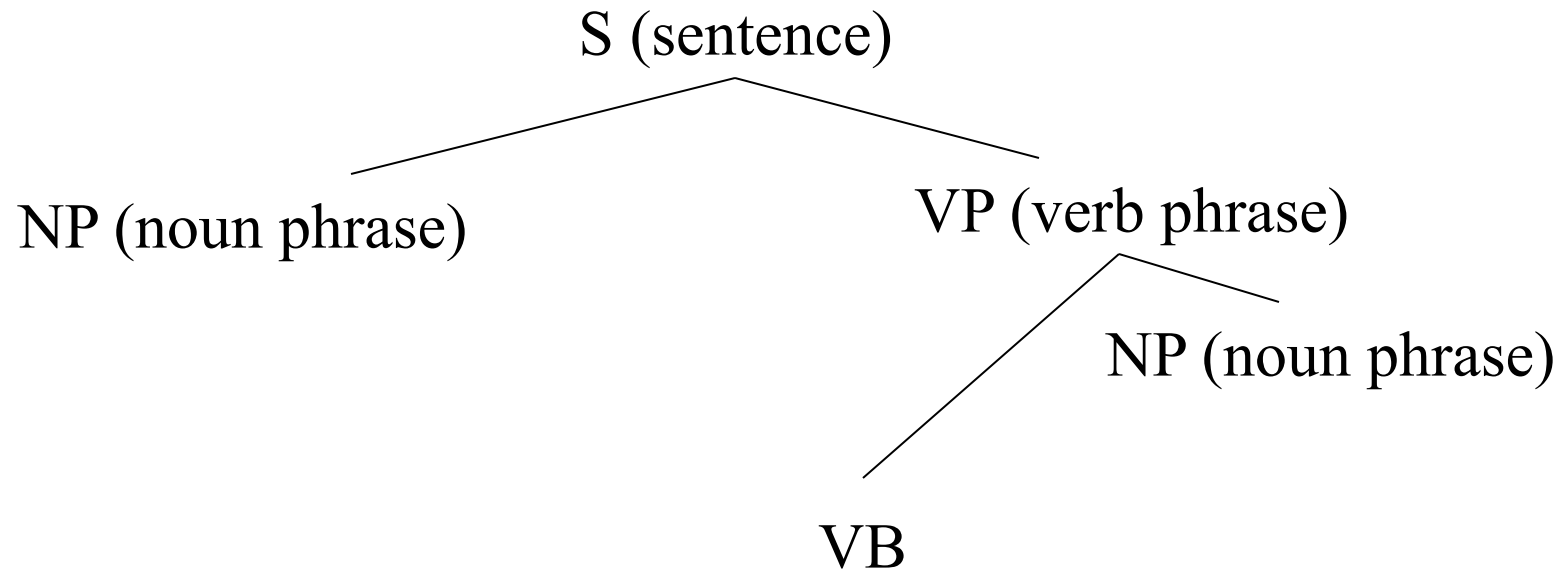 S (sentence)
NP (noun phrase)
VP (verb phrase)
NP (noun phrase)
VB